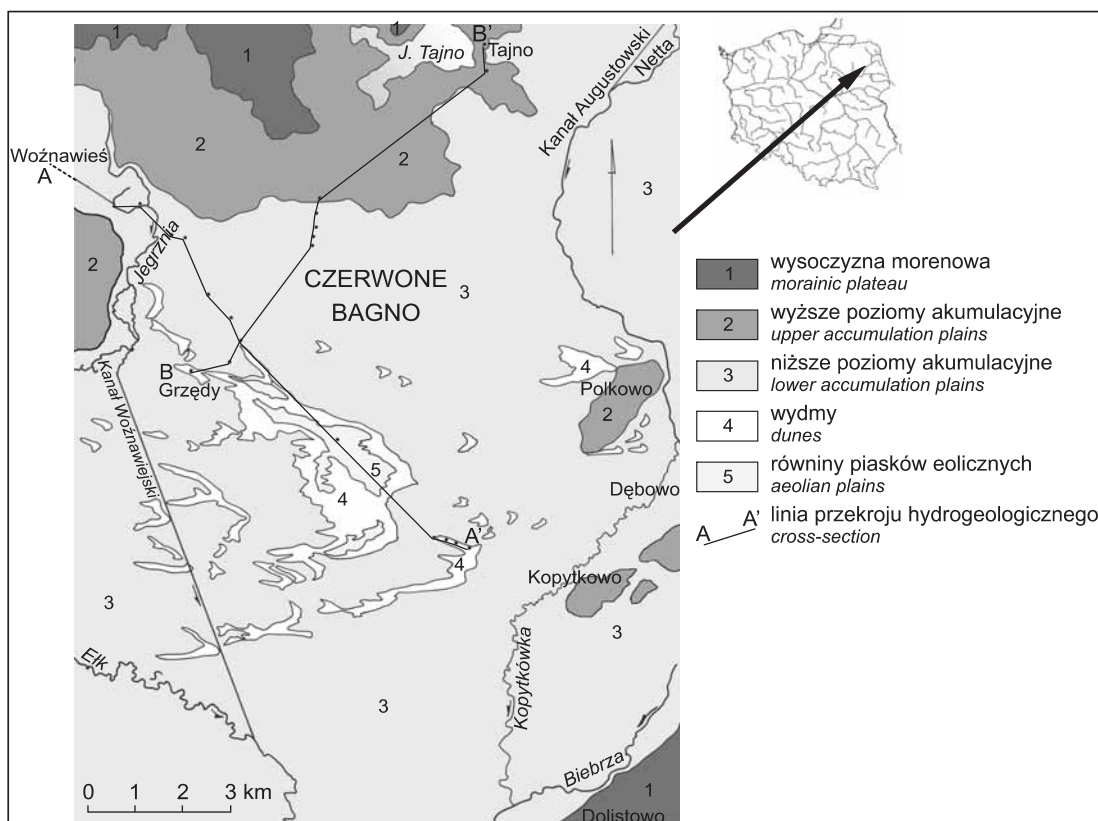 1
1
1
B'
J. Tajno
Tajno
Kanał Augustowski
Netta
2
2
Woźnawieś
A
3
Jegrznia
2
CZERWONE
BAGNO
3
B
Grzędy
4
Polkowo
2
Kanał Woźnawiejski
5
4
Dębowo
A'
4
Kopytkowo
3
3
Ełk
Kopytkówka
3
Biebrza
1
Dolistowo
0 1 2 3 km
1 wysoczyzna morenowa
morainic plateau
2 wyższe poziomy akumulacyjne
upper accumulation plains
3 niższe poziomy akumulacyjne
lower accumulation plains
4 wydmy
dunes
5 równiny piasków eolicznych
aeolian plains
A A' linia przekroju hydrogeologicznego
cross-section